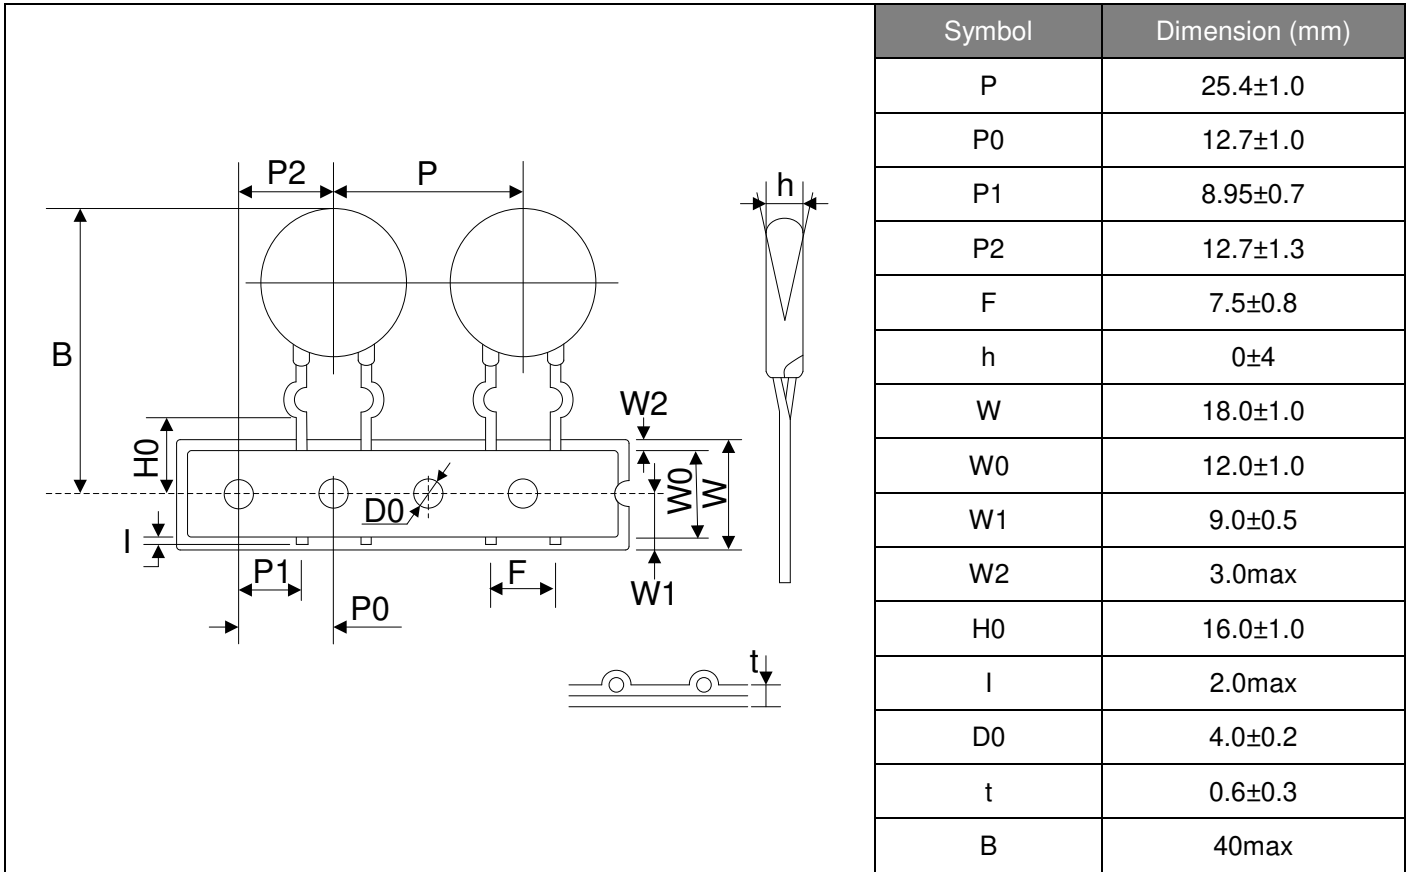 P2
P
h
B
W2
H0
W0
W
D0
I
P1
F
W1
P0
t
Symbol Dimension (mm)
P 25.4±1.0
P0 12.7±1.0
P1 8.95±0.7
P2 12.7±1.3
F 7.5±0.8
h 0±4
W 18.0±1.0
W0 12.0±1.0
W1 9.0±0.5
W2 3.0max
H0 16.0±1.0
I 2.0max
D0 4.0±0.2
t 0.6±0.3
B 40max